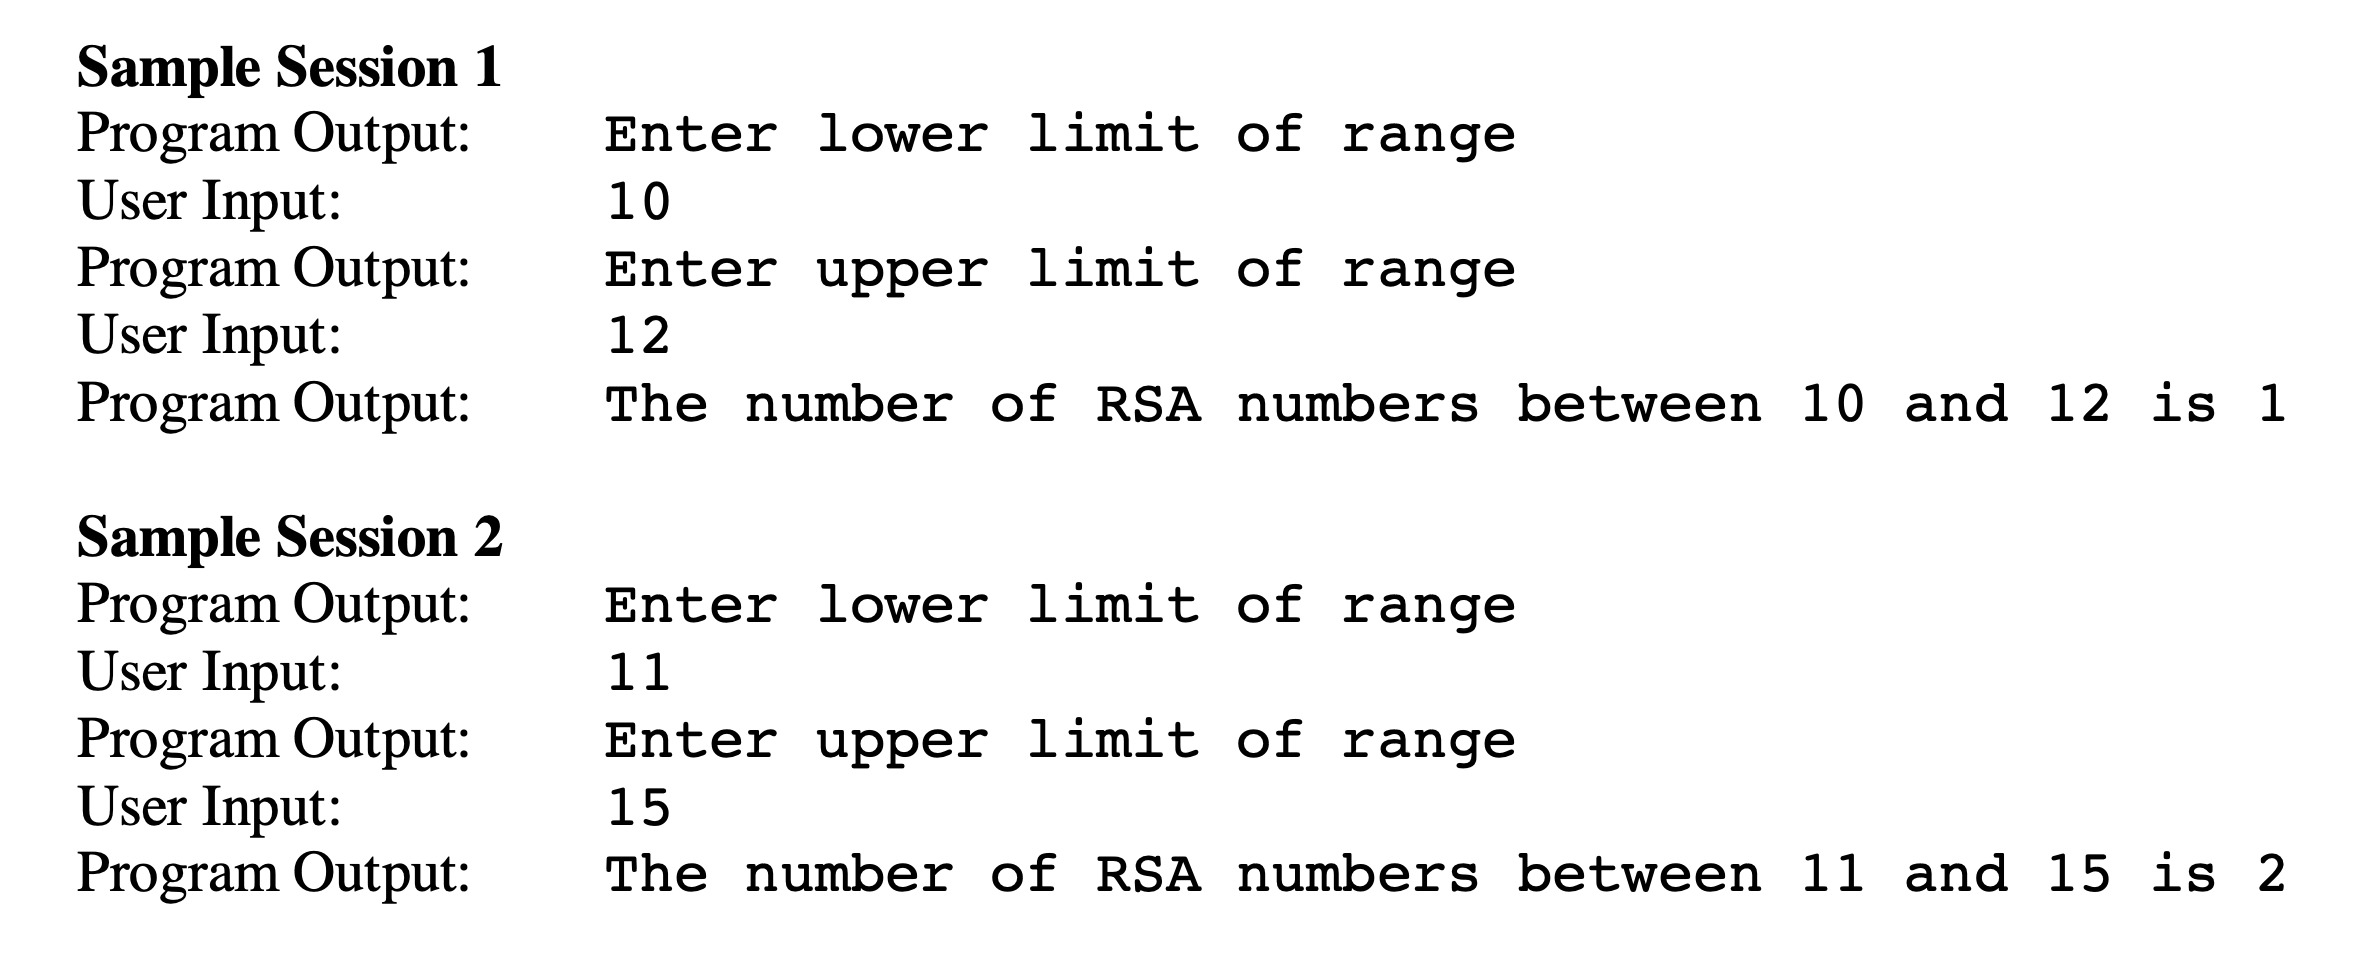 Sample Session 1
Program Output: Enter lower limit of range
User Input: 10
Program Output: Enter upper limit of range
User Input: 12
Program Output: The number of RSA numbers between 10 and 12 is 1
Sample Session 2
Program Output: Enter lower limit of range
User Input: 11
Program Output: Enter upper limit of range
User Input: 15
Program Output: The number of RSA numbers between 11 and 15 is 2